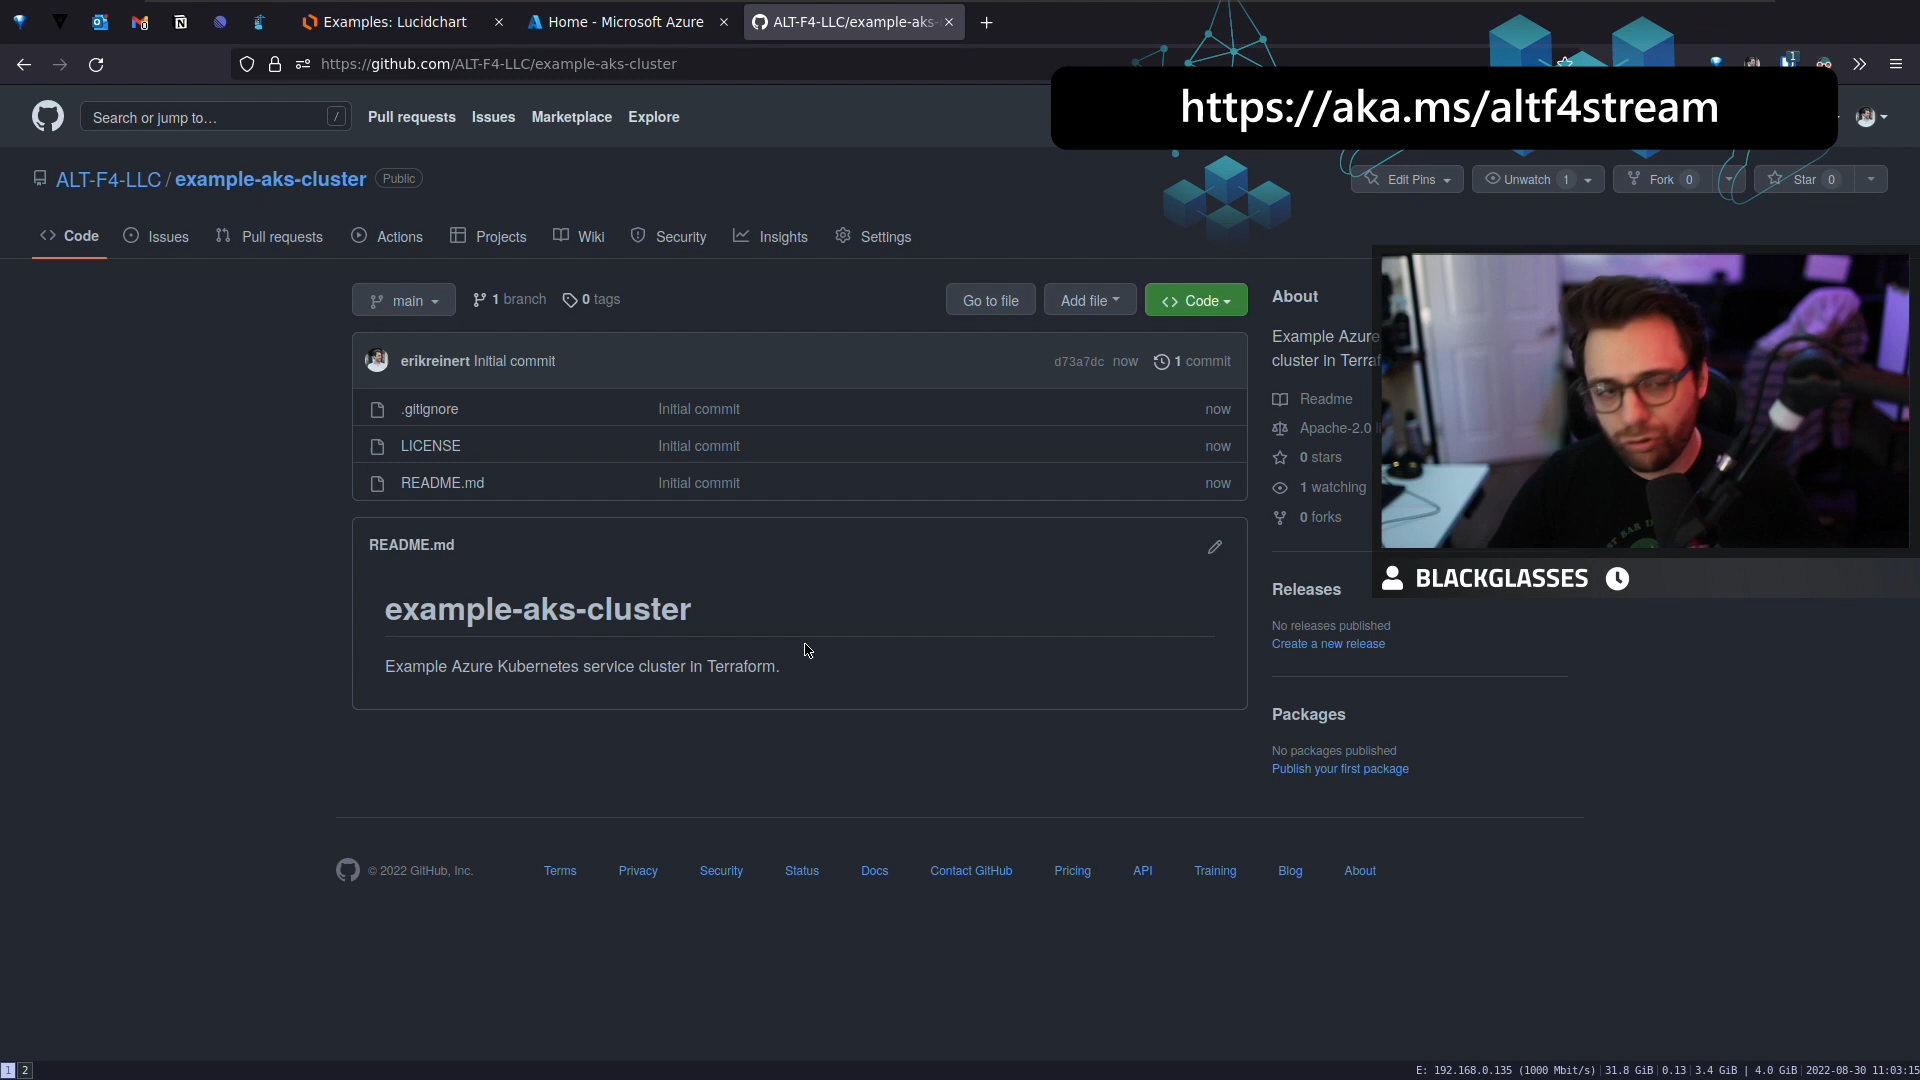 Examples: Lucidchart
Home - Microsoft Azure
ALT-F4-LLC/example-aks-
https://github.com/ALT-F4-LLC/example-aks-cluster
https://aka.ms/altf4stream
Search or jump to…
/
Pull requests
Issues
Marketplace
Explore
ALT-F4-LLC / example-aks-cluster
Public
Edit Pins
Unwatch 1
Fork 0
Star 0
Code
Issues
Pull requests
Actions
Projects
Wiki
Security
Insights
Settings
main
1 branch
0 tags
Go to file
Add file
Code
erikreinert Initial commit
d73a7dc now
1 commit
.gitignore Initial commit now
LICENSE Initial commit now
README.md Initial commit now
README.md
example-aks-cluster
Example Azure Kubernetes service cluster in Terraform.
About
Example Azure
cluster in Terraf
Readme
Apache-2.0 li
0 stars
1 watching
0 forks
BLACKGLASSES
Releases
No releases published
Create a new release
Packages
No packages published
Publish your first package
© 2022 GitHub, Inc.
Terms
Privacy
Security
Status
Docs
Contact GitHub
Pricing
API
Training
Blog
About
1 2
E: 192.168.0.135 (1000 Mbit/s) | 31.8 GiB | 0.13 | 3.4 GiB | 4.0 GiB | 2022-08-30 11:03:15